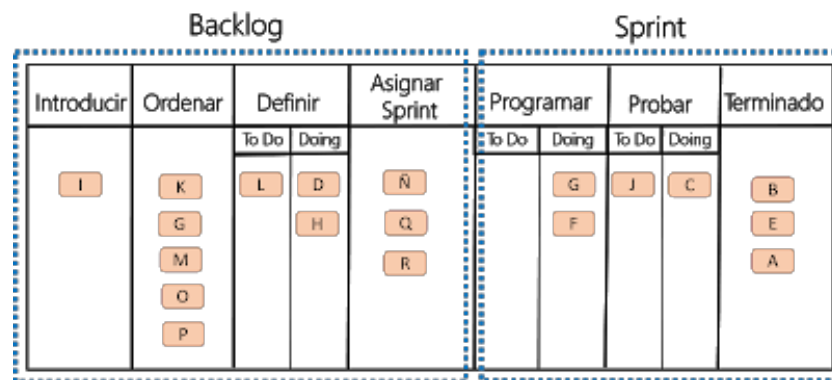 Backlog Sprint
Introducir Ordenar Definir Asignar Sprint Programar Probar Terminado
To Do Doing To Do Doing To Do Doing
I K L D Ñ G J C B
G H Q F E
M R A
O
P